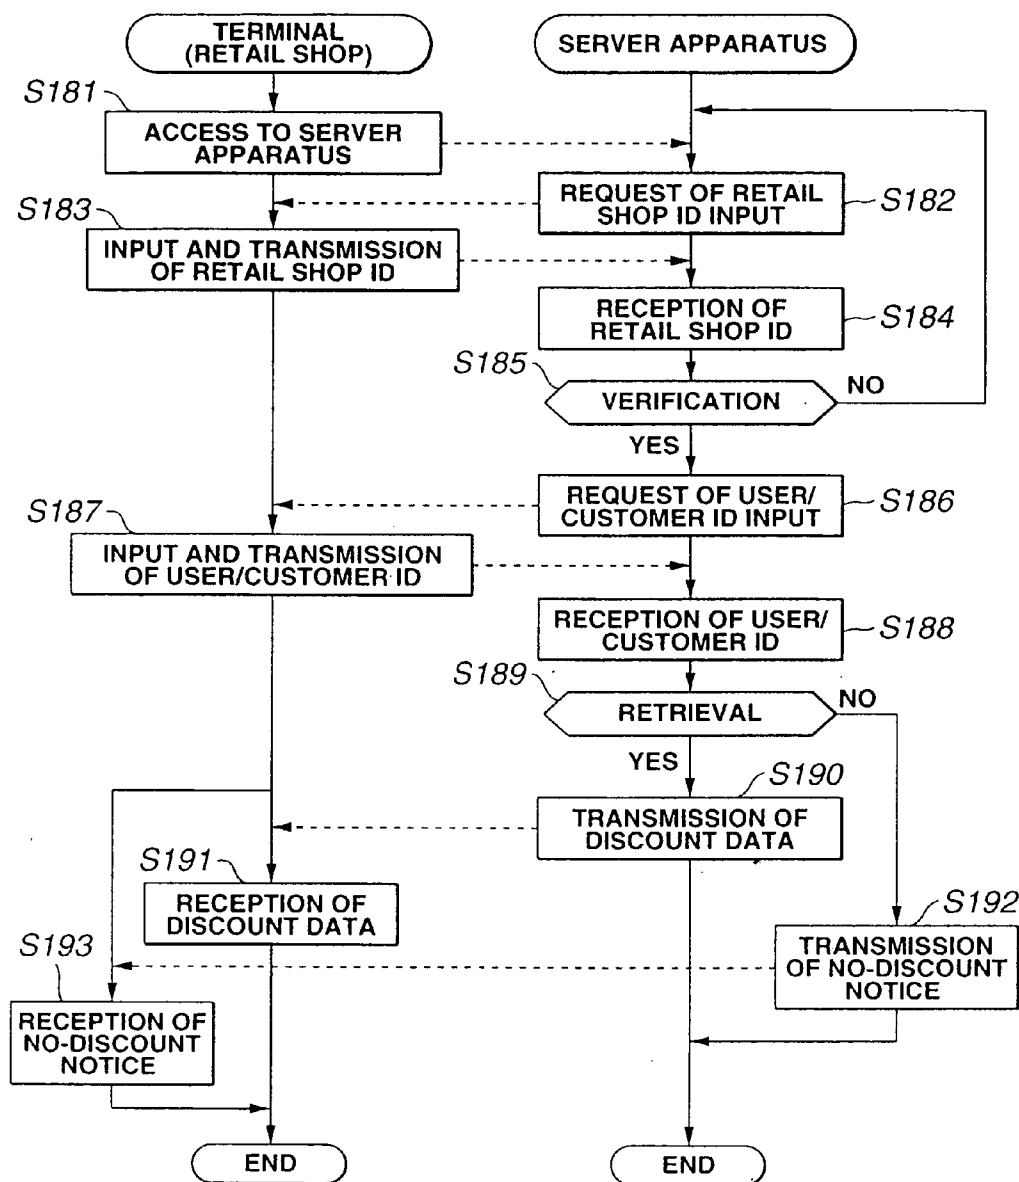 TERMINAL
(RETAIL SHOP)
SERVER APPARATUS
S181
ACCESS TO SERVER
APPARATUS
REQUEST OF RETAIL
SHOP ID INPUT
S182
S183
INPUT AND TRANSMISSION
OF RETAIL SHOP ID
RECEPTION OF
RETAIL SHOP ID
S184
S185
VERIFICATION
NO
YES
REQUEST OF USER/
CUSTOMER ID INPUT
S186
S187
INPUT AND TRANSMISSION
OF USER/CUSTOMER ID
RECEPTION OF USER/
CUSTOMER ID
S188
S189
RETRIEVAL
NO
YES
S190
TRANSMISSION OF
DISCOUNT DATA
S191
RECEPTION OF
DISCOUNT DATA
S192
TRANSMISSION
OF NO-DISCOUNT
NOTICE
S193
RECEPTION OF
NO-DISCOUNT
NOTICE
END
END